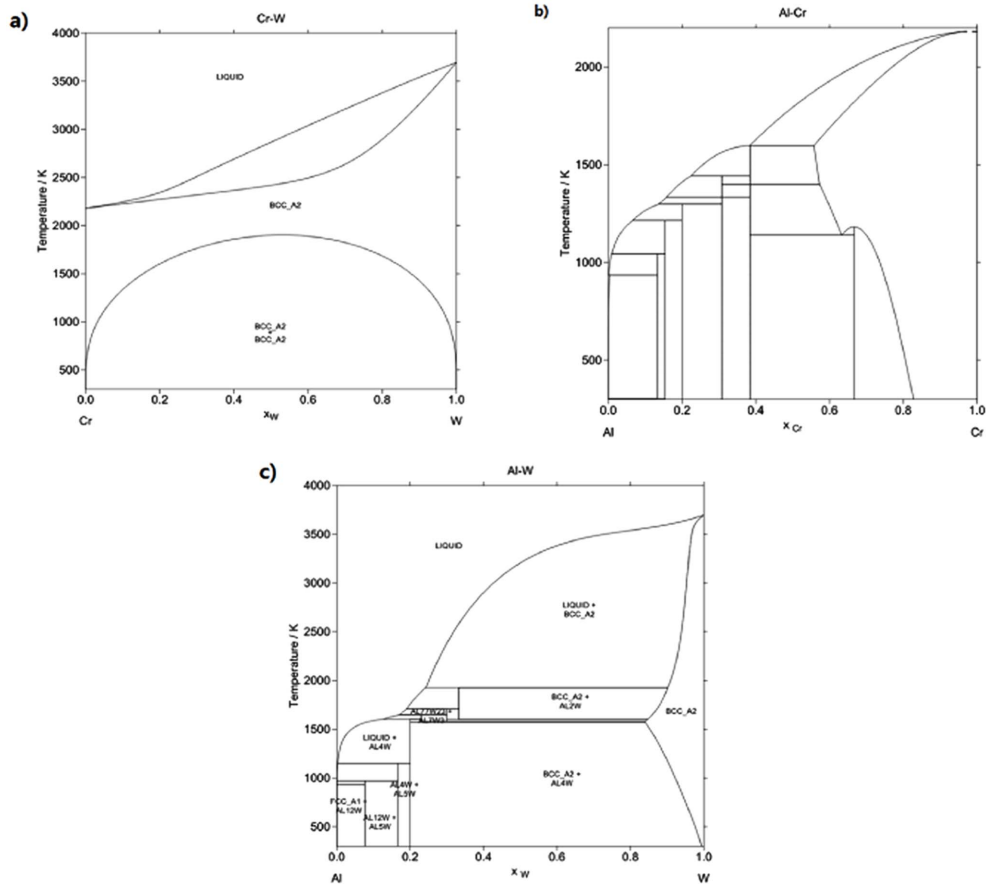 a)
Cr-W
4000
3500
3000
2500
2000
1500
1000
500
Temperature / K
LIQUID
BCC_A2
BCC_A2
+
BCC_A2
0.0 0.2 0.4 0.6 0.8 1.0
xW
Cr W
b)
Al-Cr
2000
1500
1000
500
Temperature / K
0.0 0.2 0.4 0.6 0.8 1.0
x Cr
Al Cr
c)
Al-W
4000
3500
3000
2500
2000
1500
1000
500
Temperature / K
LIQUID
LIQUID +
BCC_A2
BCC_A2 +
AL2W
BCC_A2
AL77W23 +
AL7W3
LIQUID +
AL4W
AL4W +
AL5W
BCC_A2 +
AL4W
FCC_A1 +
AL12W
AL12W +
AL5W
0.0 0.2 0.4 0.6 0.8 1.0
x W
Al W